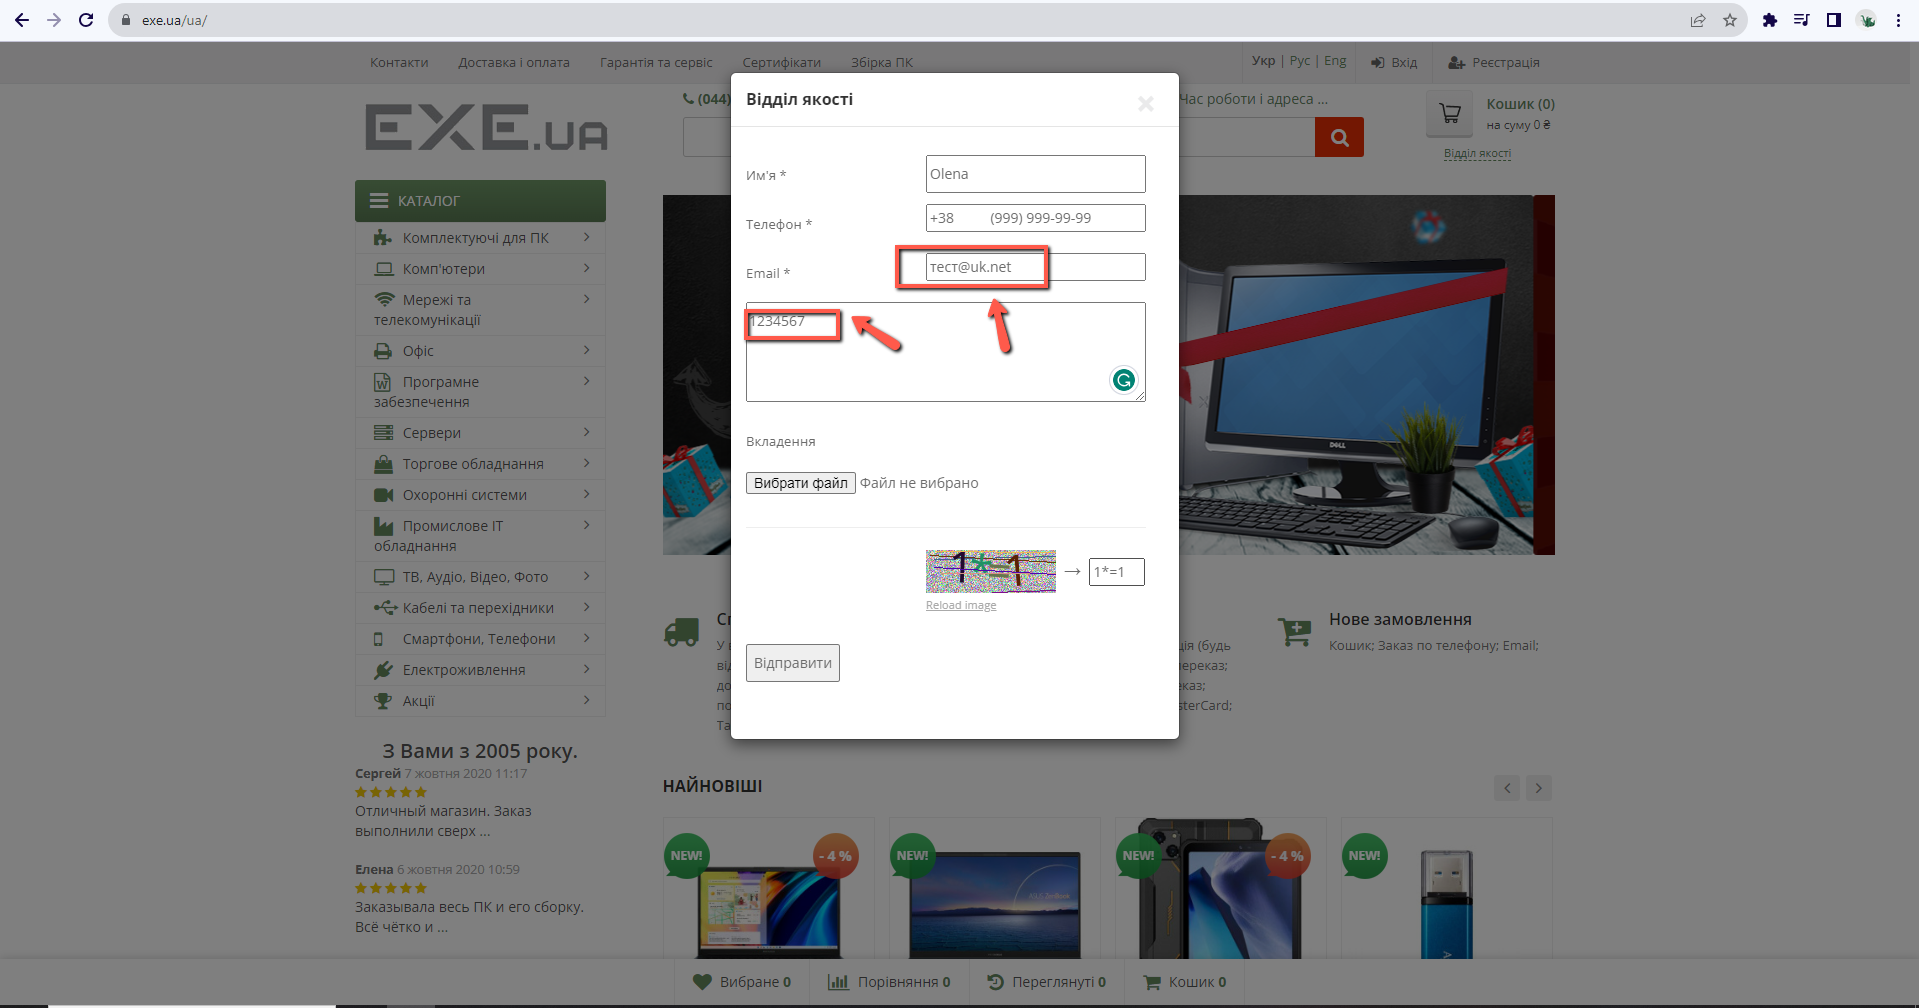 exe.ua/ua/
Контакти Доставка і оплата Гарантія та сервіс Сертифікати Збірка ПК Укр | Рус | Eng Вхід Реєстрація
EXE.UA
(044)
Час роботи і адреса ...
Кошик (0)
на суму 0 ₴
Відділ якості
КАТАЛОГ
Комплектуючі для ПК
Комп'ютери
Мережі та
телекомунікації
Офіс
Програмне
забезпечення
Сервери
Торгове обладнання
Охоронні системи
Промислове ІТ
обладнання
ТВ, Аудіо, Відео, Фото
Кабелі та перехідники
Смартфони, Телефони
Електроживлення
Акції
З Вами з 2005 року.
Сергей 7 жовтня 2020 11:17
Отличный магазин. Заказ
выполнили сверх ...
Елена 6 жовтня 2020 10:59
Заказывала весь ПК и его сборку.
Всё чётко и ...
Відділ якості
Им'я *
Olena
Телефон *
+38 (999) 999-99-99
Email *
тест@uk.net
1234567
Вкладення
Вибрати файл Файл не вибрано
1*=1 → 1*=1
Reload image
Відправити
DELL
Нове замовлення
Кошик; Заказ по телефону; Email;
ція (будь
sterCard;
НАЙНОВІШІ
NEW! - 4 % NEW! NEW! - 4 % NEW!
ASUS ZenBook
Вибране 0 Порівняння 0 Переглянуті 0 Кошик 0